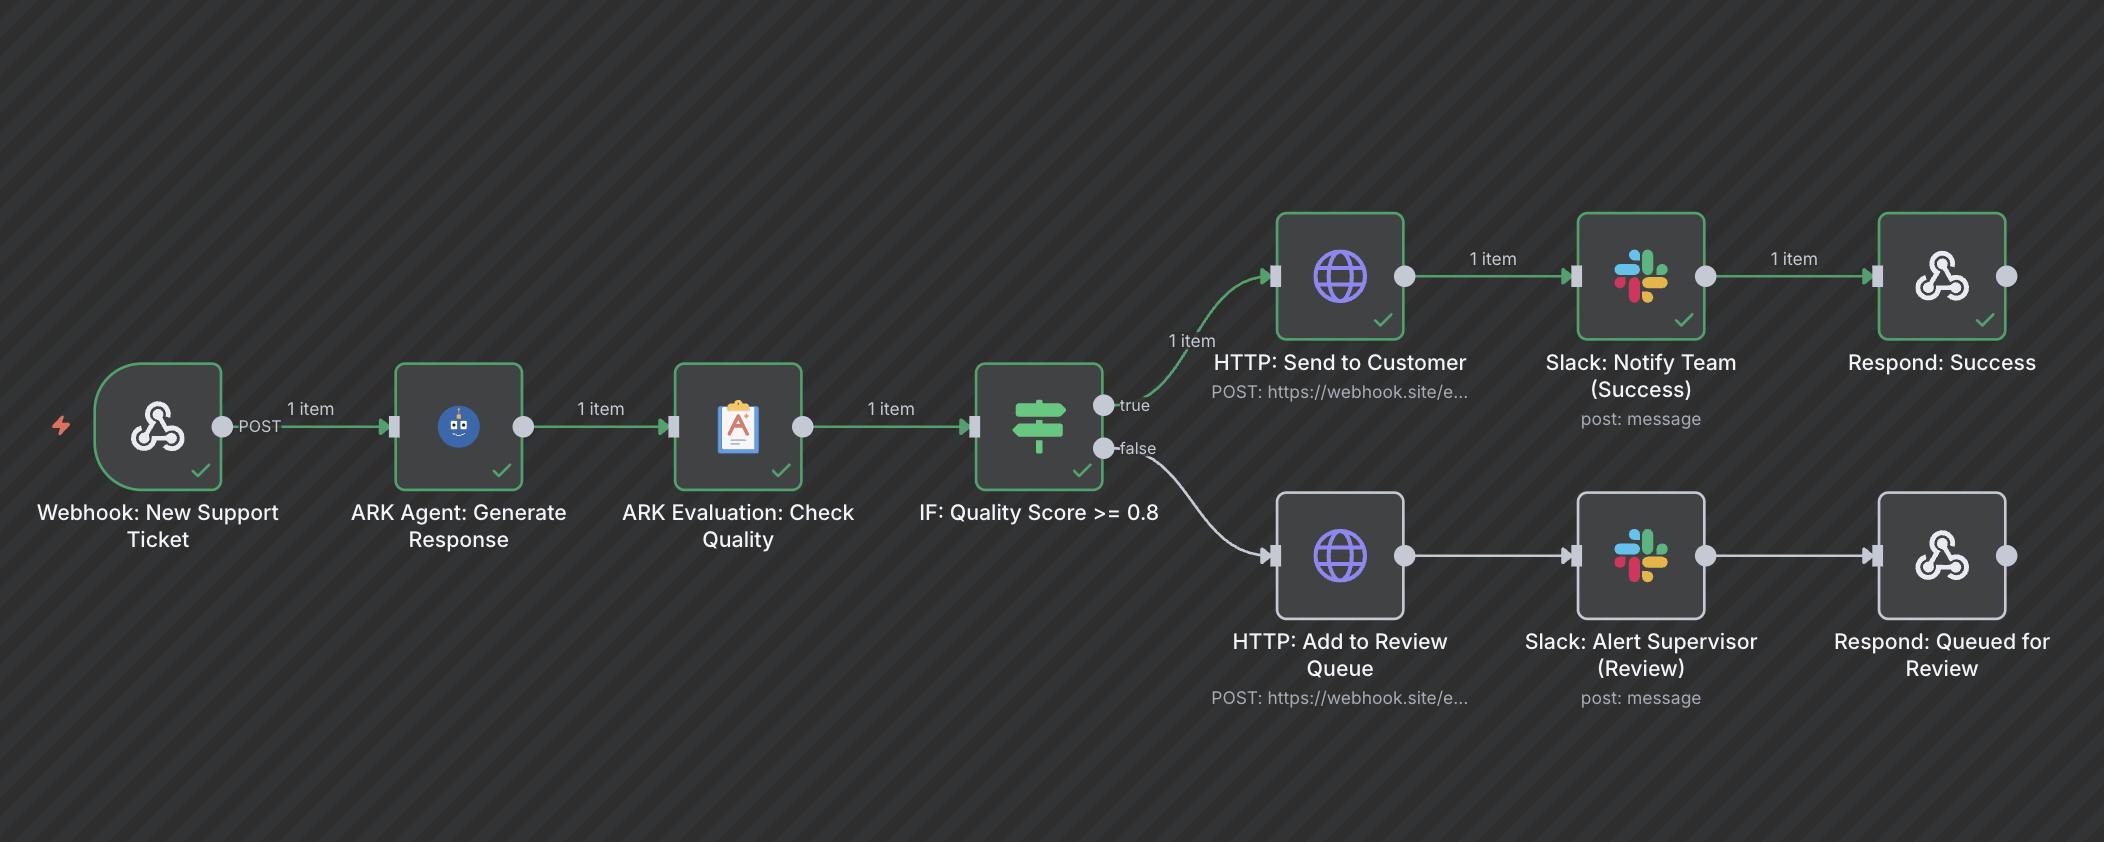 POST
1 item
1 item
1 item
true
false
1 item
1 item
1 item
Webhook: New Support
Ticket
ARK Agent: Generate
Response
ARK Evaluation: Check
Quality
IF: Quality Score >= 0.8
HTTP: Send to Customer
POST: https://webhook.site/e...
Slack: Notify Team
(Success)
post: message
Respond: Success
HTTP: Add to Review
Queue
POST: https://webhook.site/e...
Slack: Alert Supervisor
(Review)
post: message
Respond: Queued for
Review